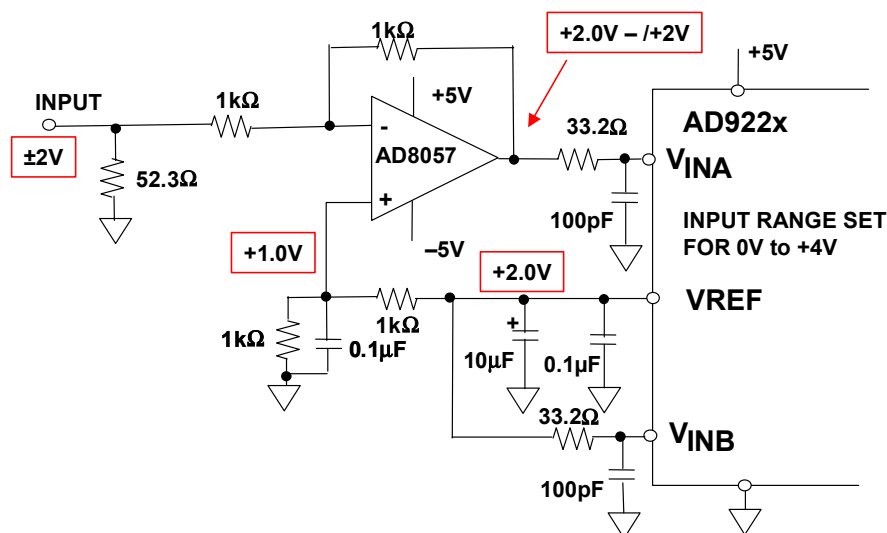 1kΩ
+2.0V – /+2V
+5V
INPUT
1kΩ
+5V
AD922x
±2V
52.3Ω
-
AD8057
+
33.2Ω
VINA
100pF
INPUT RANGE SET
FOR 0V to +4V
–5V
+1.0V
+2.0V
VREF
1kΩ
1kΩ
0.1μF
+
10μF
0.1μF
33.2Ω
VINB
100pF